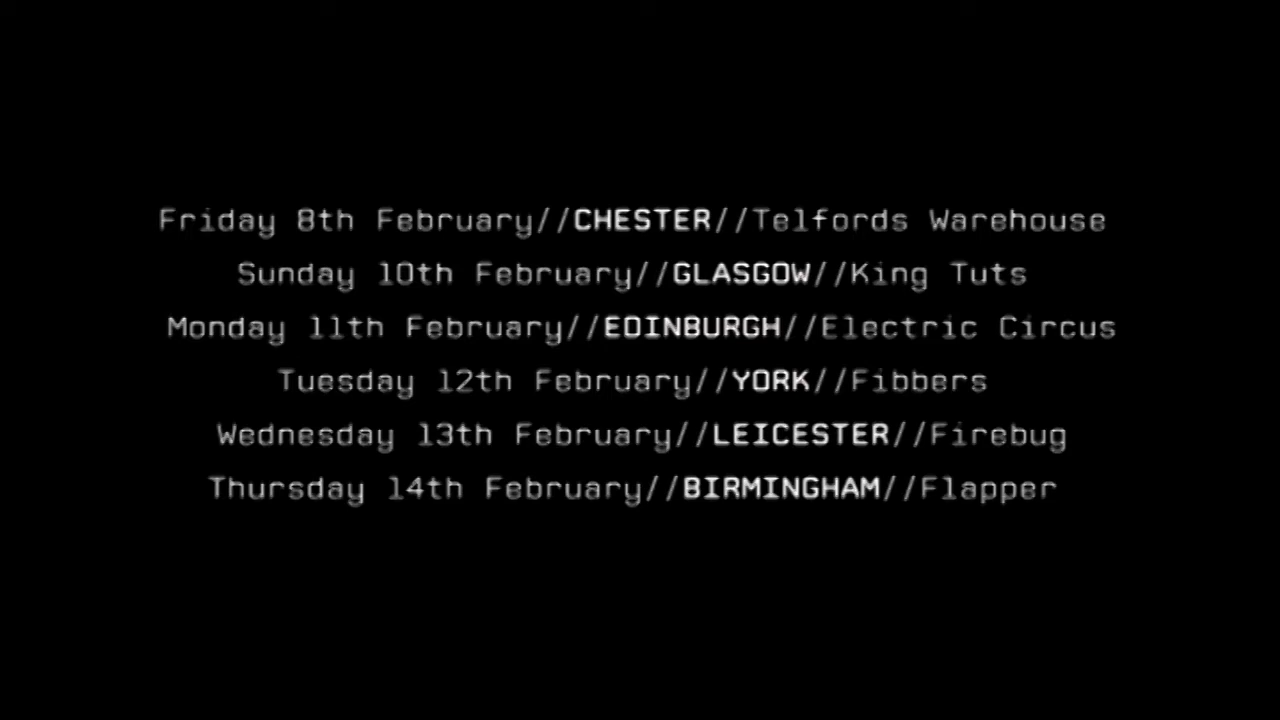 Friday 8th February//CHESTER//Telfords Warehouse
Sunday 10th February//GLASGOW//King Tuts
Monday 11th February//EDINBURGH//Electric Circus
Tuesday 12th February//YORK//Fibbers
Wednesday 13th February//LEICESTER//Firebug
Thursday 14th February//BIRMINGHAM//Flapper